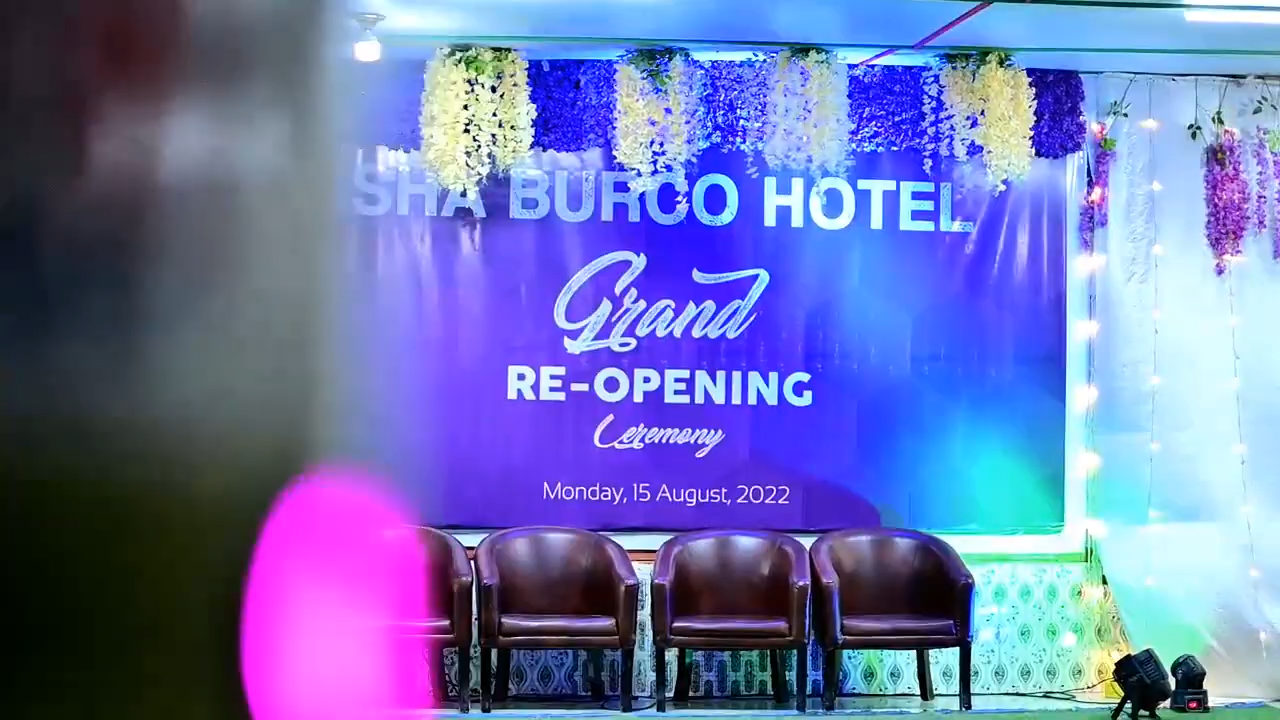 SHA BURCO HOTEL
Grand
RE-OPENING
Ceremony
Monday, 15 August, 2022